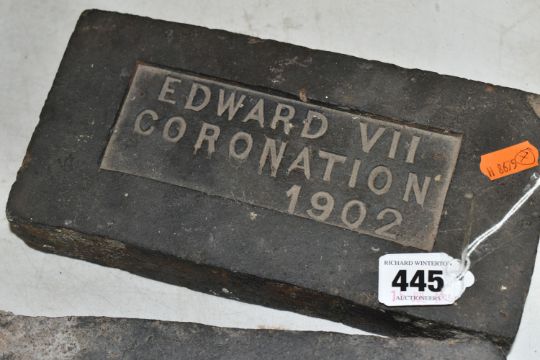 EDWARD VII
CORONATION
1902
RICHARD WINTERTON
445
AUCTIONEERS